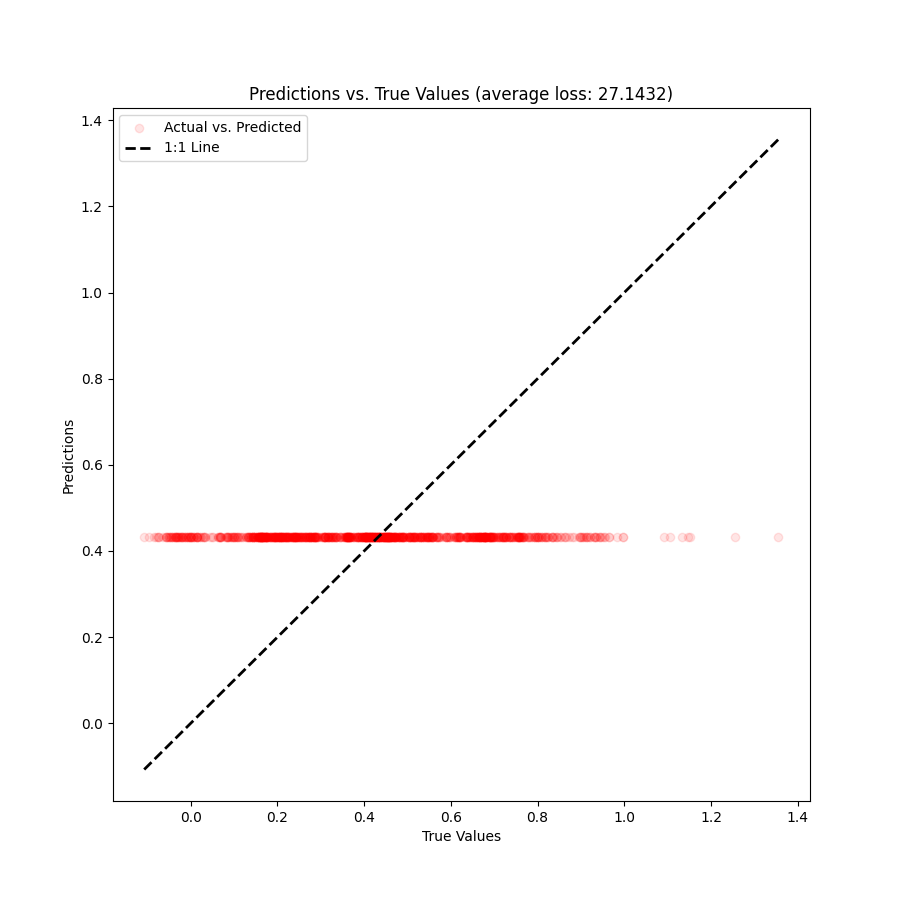 Predictions vs. True Values (average loss: 27.1432)
Actual vs. Predicted
1:1 Line
1.4
1.2
1.0
0.8
0.6
0.4
0.2
0.0
Predictions
0.0 0.2 0.4 0.6 0.8 1.0 1.2 1.4
True Values